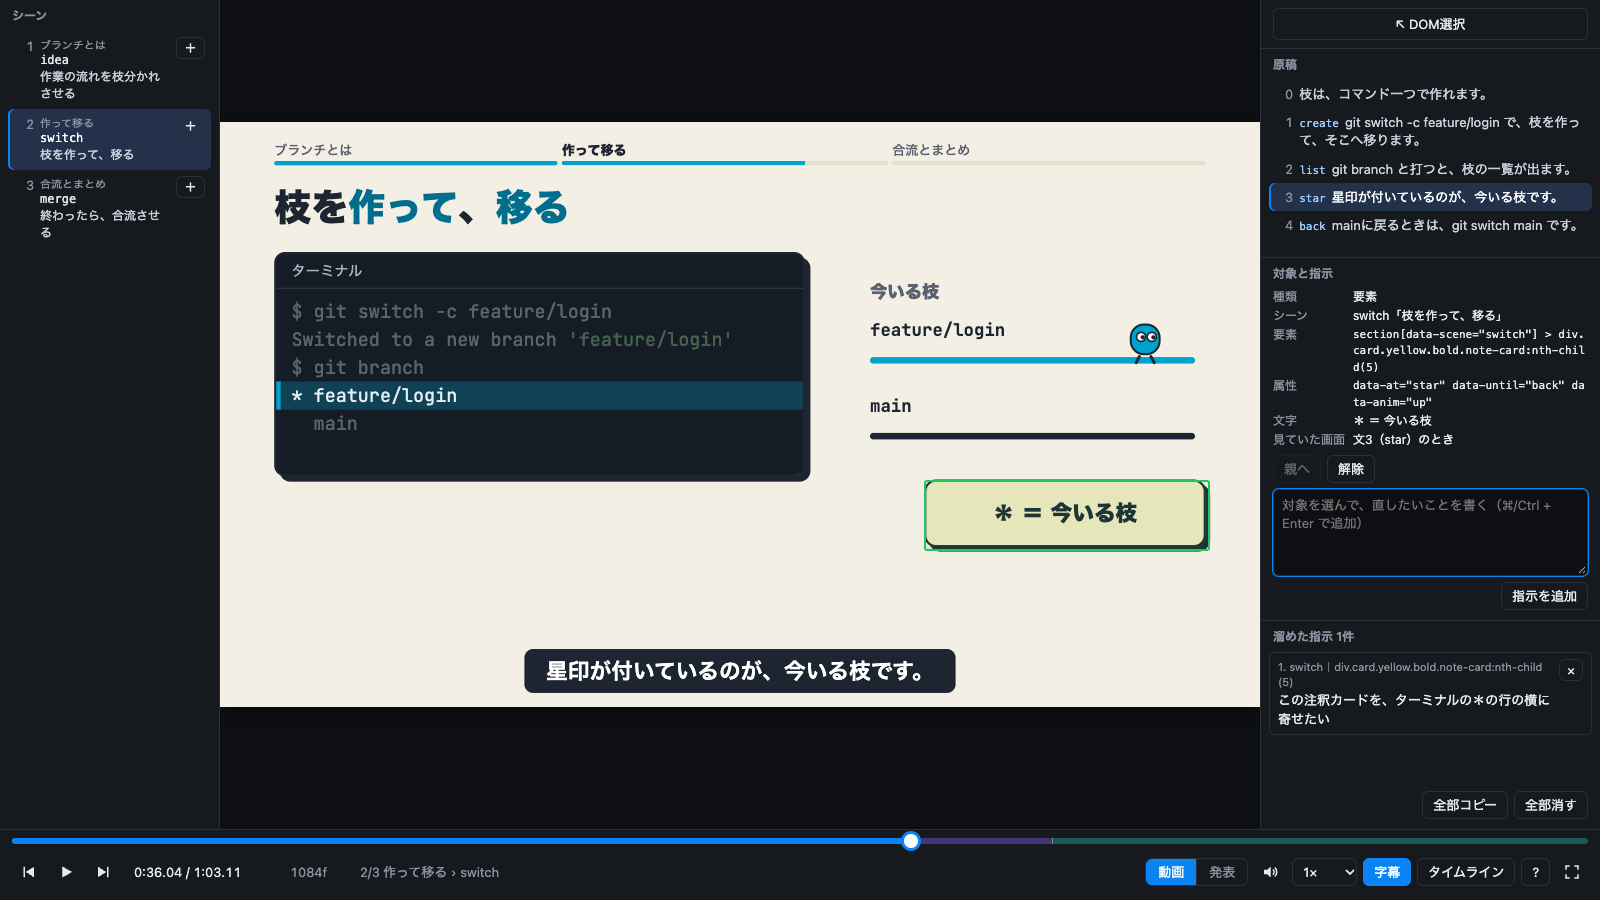 シーン
1 ブランチとは
idea
作業の流れを枝分かれ
させる
+
2 作って移る
switch
枝を作って、移る
+
3 合流とまとめ
merge
終わったら、合流させ
る
+
ブランチとは
作って移る
合流とまとめ
枝を作って、移る
ターミナル
$ git switch -c feature/login
Switched to a new branch 'feature/login'
$ git branch
* feature/login
main
今いる枝
feature/login
main
＊ ＝ 今いる枝
星印が付いているのが、今いる枝です。
DOM選択
原稿
0 枝は、コマンド一つで作れます。
1 create git switch -c feature/login で、枝を作っ
て、そこへ移ります。
2 list git branch と打つと、枝の一覧が出ます。
3 star 星印が付いているのが、今いる枝です。
4 back mainに戻るときは、git switch main です。
対象と指示
種類 要素
シーン switch「枝を作って、移る」
要素 section[data-scene="switch"] > div.
card.yellow.bold.note-card:nth-chil
d(5)
属性 data-at="star" data-until="back" da
ta-anim="up"
文字 ＊ ＝ 今いる枝
見ていた画面 文3（star）のとき
親へ 解除
対象を選んで、直したいことを書く（⌘/Ctrl +
Enter で追加）
指示を追加
溜めた指示 1件
1. switch | div.card.yellow.bold.note-card:nth-child
(5)
×
この注釈カードを、ターミナルの＊の行の横に
寄せたい
全部コピー 全部消す
0:36.04 / 1:03.11 1084f 2/3 作って移る › switch
動画 発表 1× 字幕 タイムライン ?